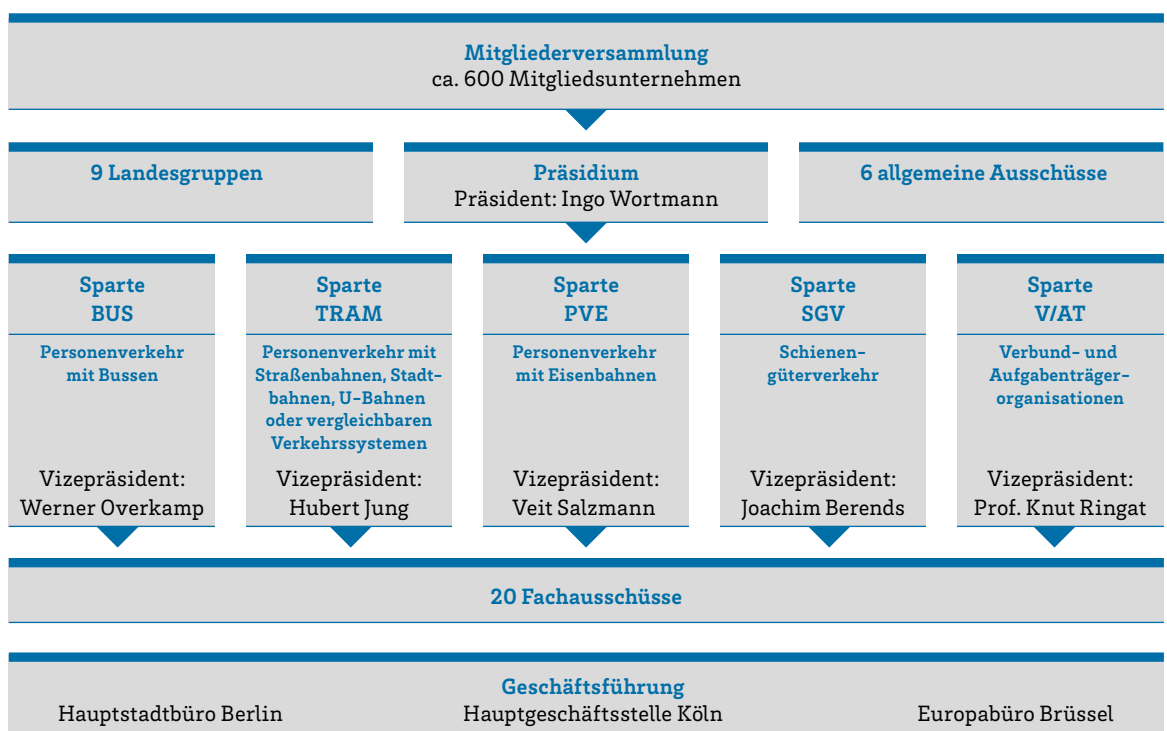 Mitgliederversammlung
ca. 600 Mitgliedsunternehmen
9 Landesgruppen
Präsidium
Präsident: Ingo Wortmann
6 allgemeine Ausschüsse
Sparte
BUS
Personenverkehr
mit Bussen
Vizepräsident:
Werner Overkamp
Sparte
TRAM
Personenverkehr mit
Straßenbahnen, Stadt-
bahnen, U-Bahnen
oder vergleichbaren
Verkehrssystemen
Vizepräsident:
Hubert Jung
Sparte
PVE
Personenverkehr
mit Eisenbahnen
Vizepräsident:
Veit Salzmann
Sparte
SGV
Schienen-
güterverkehr
Vizepräsident:
Joachim Berends
Sparte
V/AT
Verbund- und
Aufgabenträger-
organisationen
Vizepräsident:
Prof. Knut Ringat
20 Fachausschüsse
Geschäftsführung
Hauptstadtbüro Berlin
Hauptgeschäftsstelle Köln
Europabüro Brüssel